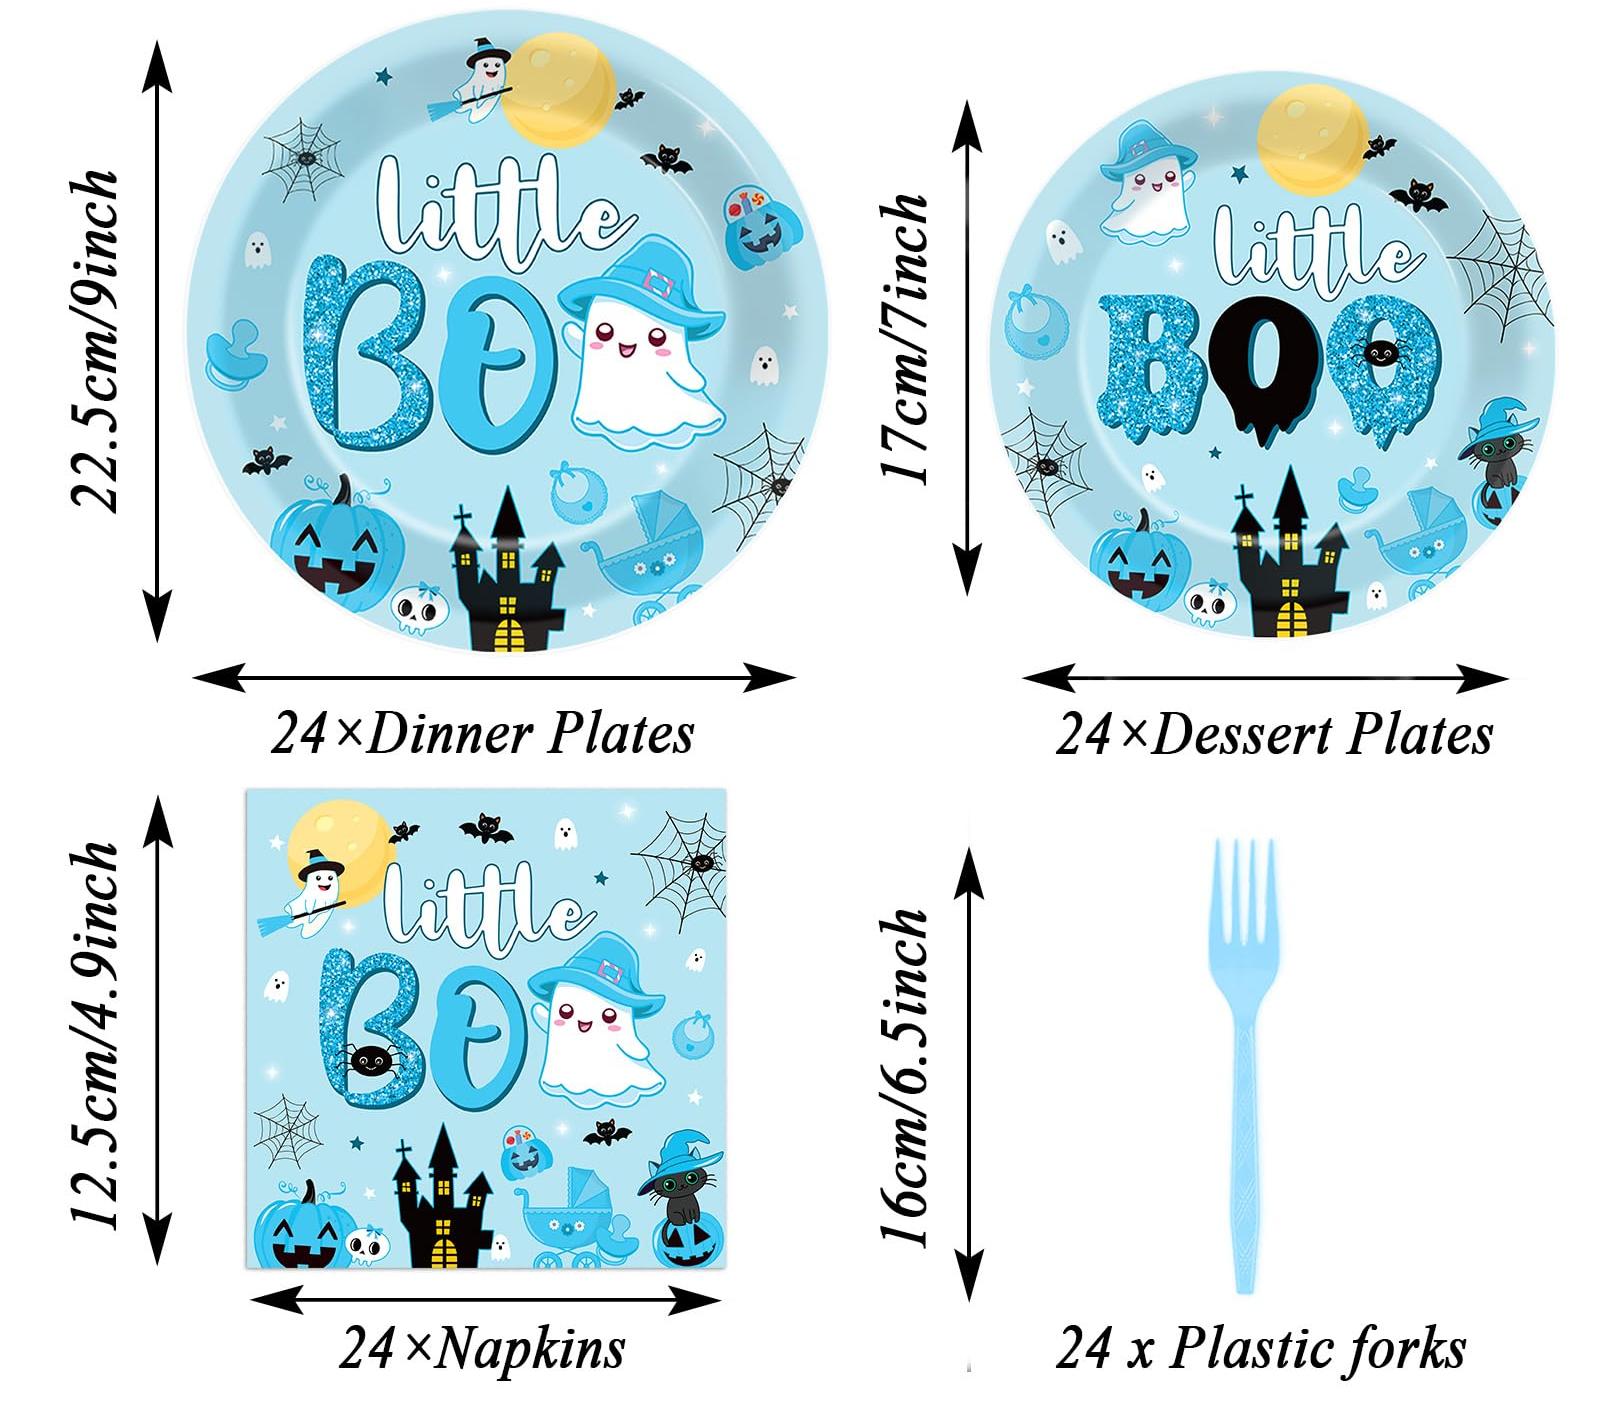 22.5cm/9inch
little
BOO
24×Dinner Plates
17cm/7inch
little
BOO
24×Dessert Plates
12.5cm/4.9inch
little
BOO
24×Napkins
16cm/6.5inch
24 x Plastic forks